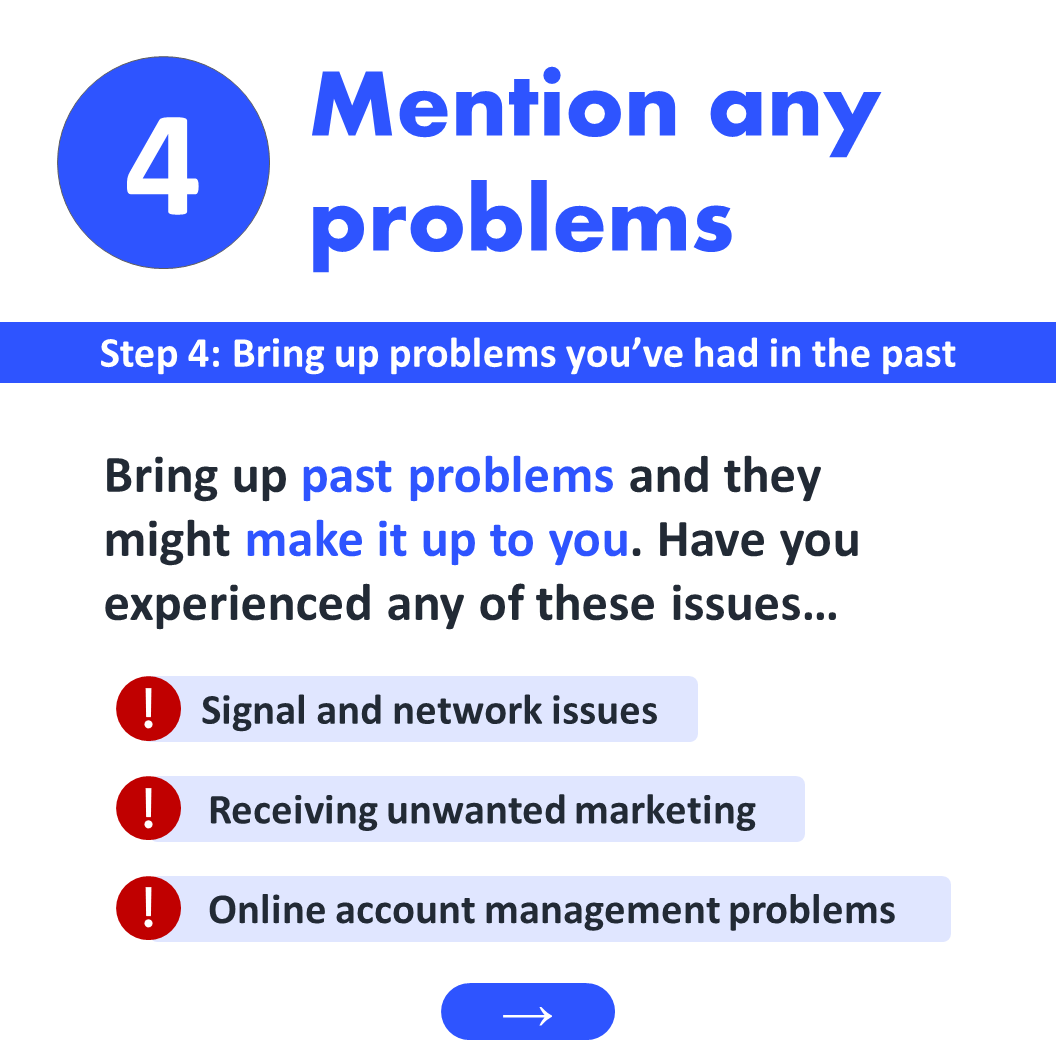 4
Mention any
problems
Step 4: Bring up problems you’ve had in the past
Bring up past problems and they
might make it up to you. Have you
experienced any of these issues…
! Signal and network issues
! Receiving unwanted marketing
! Online account management problems
→